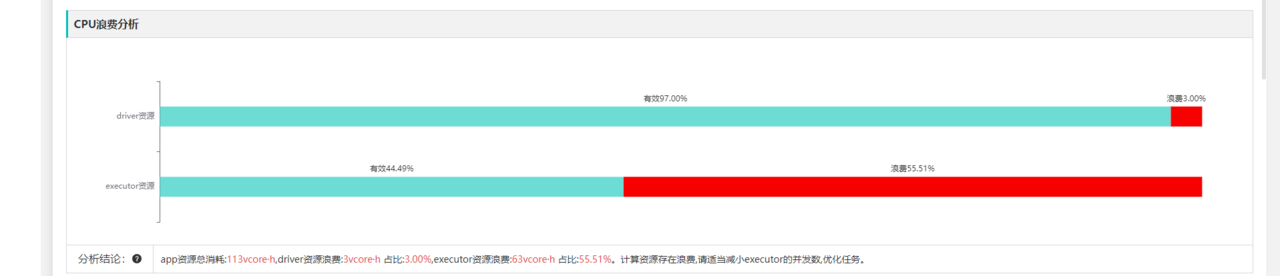 CPU浪费分析
有效97.00%
浪费3.00%
driver资源
有效44.49%
浪费55.51%
executor资源
分析结论：?
app资源总消耗:113vcore·h,driver资源浪费:3vcore·h 占比:3.00%,executor资源浪费:63vcore·h 占比:55.51%。计算资源存在浪费,请适当减小executor的并发数,优化任务。